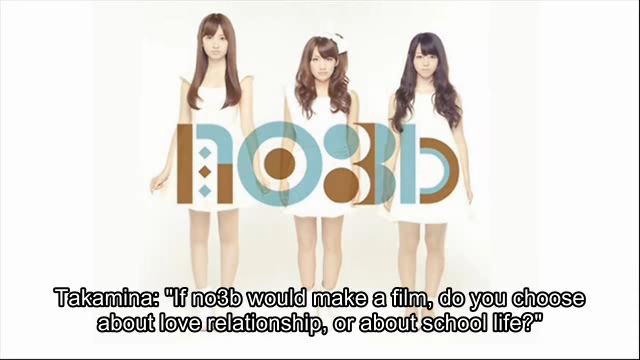 no3b
Takamina: "If no3b would make a film, do you choose
about love relationship, or about school life?"